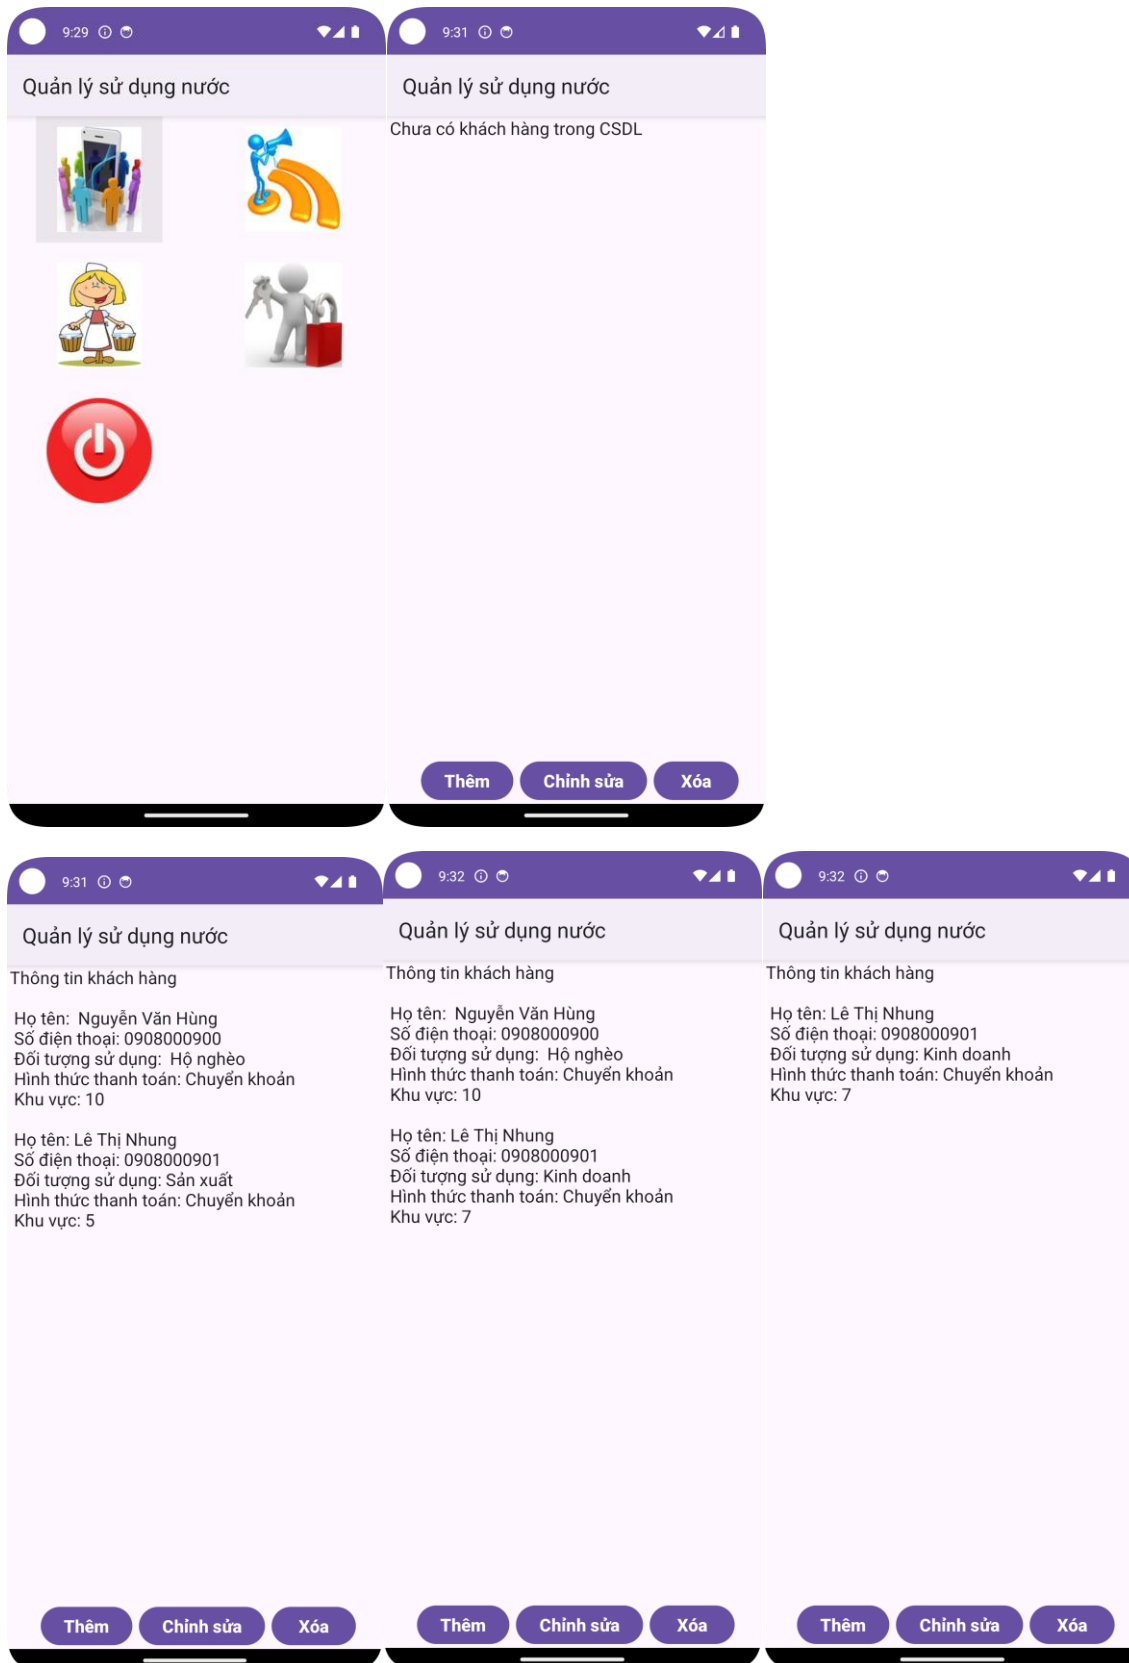 9:29
Quản lý sử dụng nước
9:31
Quản lý sử dụng nước
Chưa có khách hàng trong CSDL
Thêm Chỉnh sửa Xóa
9:31
Quản lý sử dụng nước
Thông tin khách hàng
Họ tên:  Nguyễn Văn Hùng
Số điện thoại: 0908000900
Đối tượng sử dụng:  Hộ nghèo
Hình thức thanh toán: Chuyển khoản
Khu vực: 10
Họ tên: Lê Thị Nhung
Số điện thoại: 0908000901
Đối tượng sử dụng: Sản xuất
Hình thức thanh toán: Chuyển khoản
Khu vực: 5
Thêm Chỉnh sửa Xóa
9:32
Quản lý sử dụng nước
Thông tin khách hàng
Họ tên:  Nguyễn Văn Hùng
Số điện thoại: 0908000900
Đối tượng sử dụng:  Hộ nghèo
Hình thức thanh toán: Chuyển khoản
Khu vực: 10
Họ tên: Lê Thị Nhung
Số điện thoại: 0908000901
Đối tượng sử dụng: Kinh doanh
Hình thức thanh toán: Chuyển khoản
Khu vực: 7
Thêm Chỉnh sửa Xóa
9:32
Quản lý sử dụng nước
Thông tin khách hàng
Họ tên: Lê Thị Nhung
Số điện thoại: 0908000901
Đối tượng sử dụng: Kinh doanh
Hình thức thanh toán: Chuyển khoản
Khu vực: 7
Thêm Chỉnh sửa Xóa